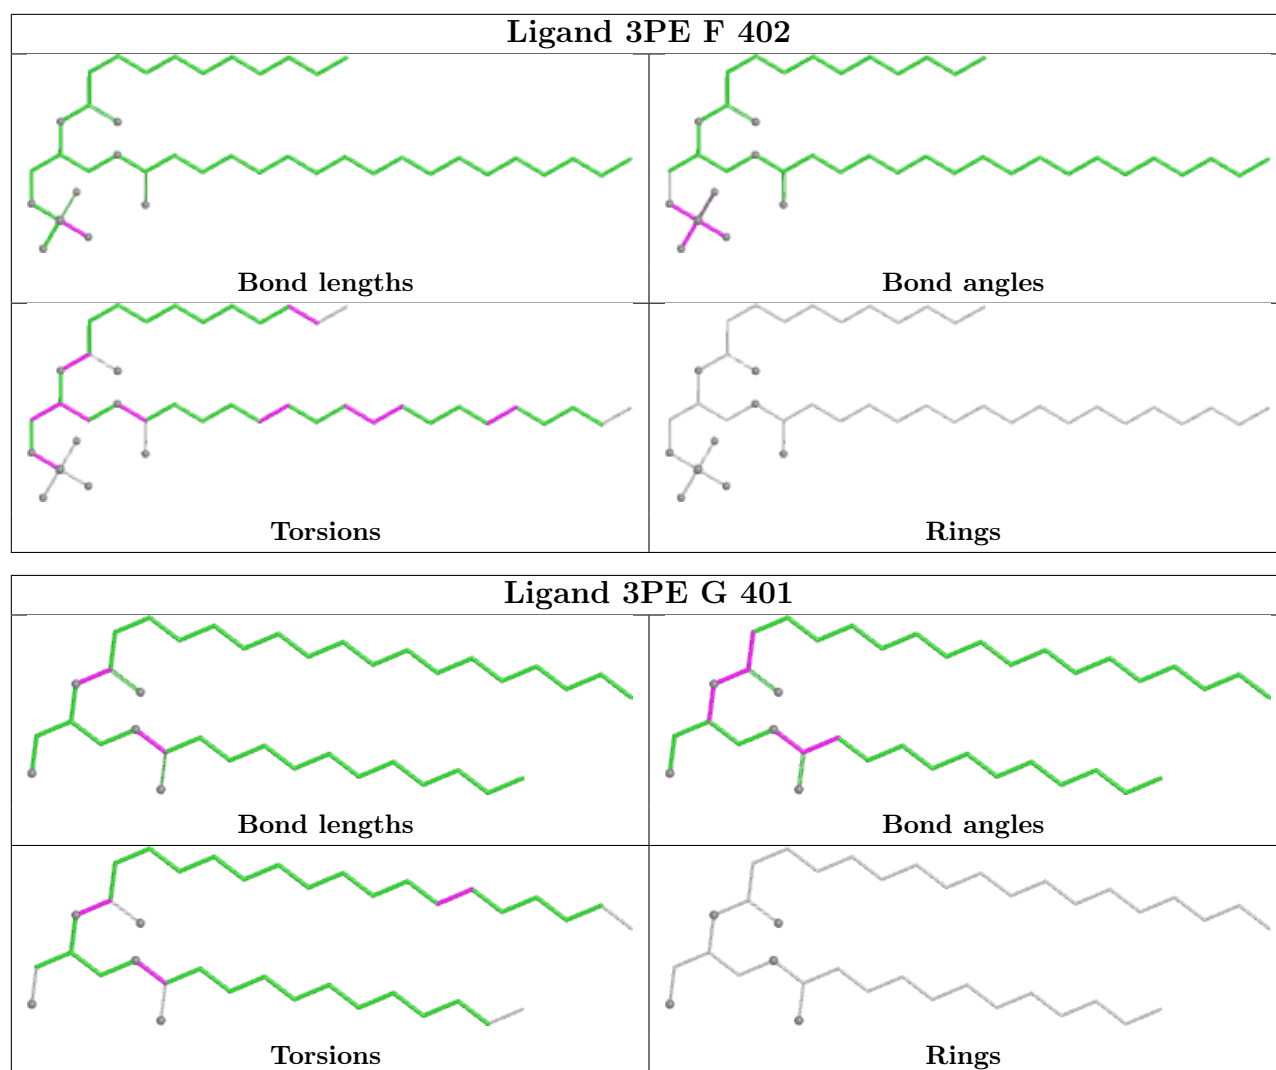 Ligand 3PE F 402
Bond lengths
Bond angles
Torsions
Rings
Ligand 3PE G 401
Bond lengths
Bond angles
Torsions
Rings